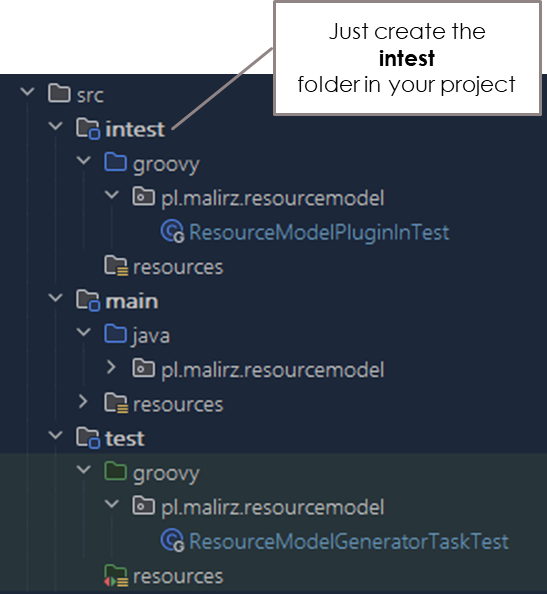 Just create the
intest
folder in your project
src
intest
groovy
pl.malirz.resourcemodel
ResourceModelPluginInTest
resources
main
java
pl.malirz.resourcemodel
resources
test
groovy
pl.malirz.resourcemodel
ResourceModelGeneratorTaskTest
resources